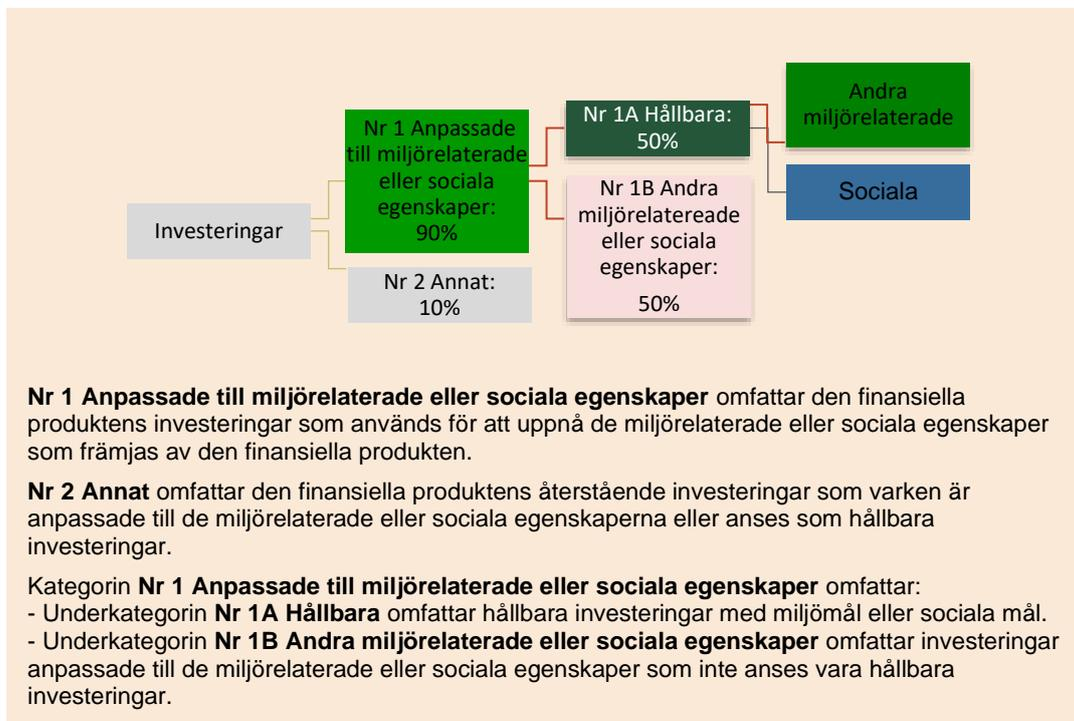 Investeringar
Nr 1 Anpassade
till miljörelaterade
eller sociala
egenskaper:
90%
Nr 2 Annat:
10%
Nr 1A Hållbara:
50%
Nr 1B Andra
miljörelatereade
eller sociala
egenskaper:
50%
Andra
miljörelaterade
Sociala
Nr 1 Anpassade till miljörelaterade eller sociala egenskaper omfattar den finansiella
produktens investeringar som används för att uppnå de miljörelaterade eller sociala egenskaper
som främjas av den finansiella produkten.
Nr 2 Annat omfattar den finansiella produktens återstående investeringar som varken är
anpassade till de miljörelaterade eller sociala egenskaperna eller anses som hållbara
investeringar.
Kategorin Nr 1 Anpassade till miljörelaterade eller sociala egenskaper omfattar:
- Underkategorin Nr 1A Hållbara omfattar hållbara investeringar med miljömål eller sociala mål.
- Underkategorin Nr 1B Andra miljörelaterade eller sociala egenskaper omfattar investeringar
anpassade till de miljörelaterade eller sociala egenskaper som inte anses vara hållbara
investeringar.